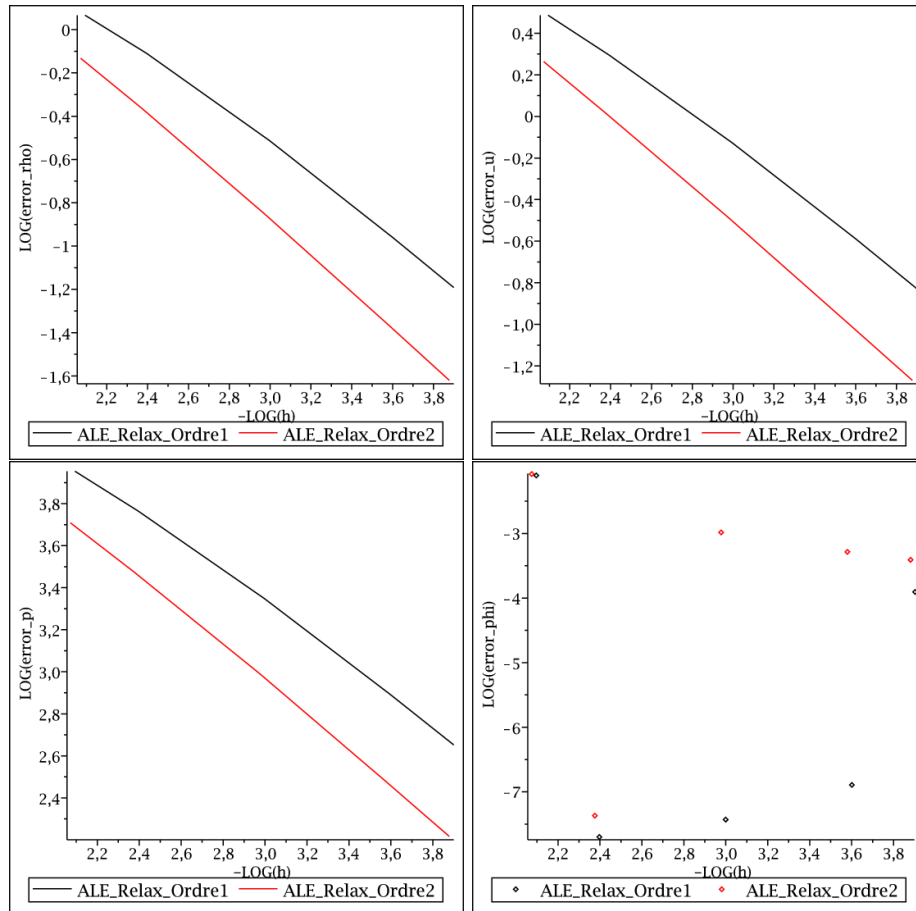 0
−0,2
−0,4
−0,6
−0,8
−1
−1,2
−1,4
−1,6
LOG(error_rho)
2,2 2,4 2,6 2,8 3,0 3,2 3,4 3,6 3,8
−LOG(h)
ALE_Relax_Ordre1 ALE_Relax_Ordre2
0,4
0,2
0
−0,2
−0,4
−0,6
−0,8
−1,0
−1,2
LOG(error_u)
2,2 2,4 2,6 2,8 3,0 3,2 3,4 3,6 3,8
−LOG(h)
ALE_Relax_Ordre1 ALE_Relax_Ordre2
3,8
3,6
3,4
3,2
3,0
2,8
2,6
2,4
LOG(error_p)
2,2 2,4 2,6 2,8 3,0 3,2 3,4 3,6 3,8
−LOG(h)
ALE_Relax_Ordre1 ALE_Relax_Ordre2
−3
−4
−5
−6
−7
LOG(error_phi)
2,2 2,4 2,6 2,8 3,0 3,2 3,4 3,6 3,8
−LOG(h)
ALE_Relax_Ordre1 ALE_Relax_Ordre2